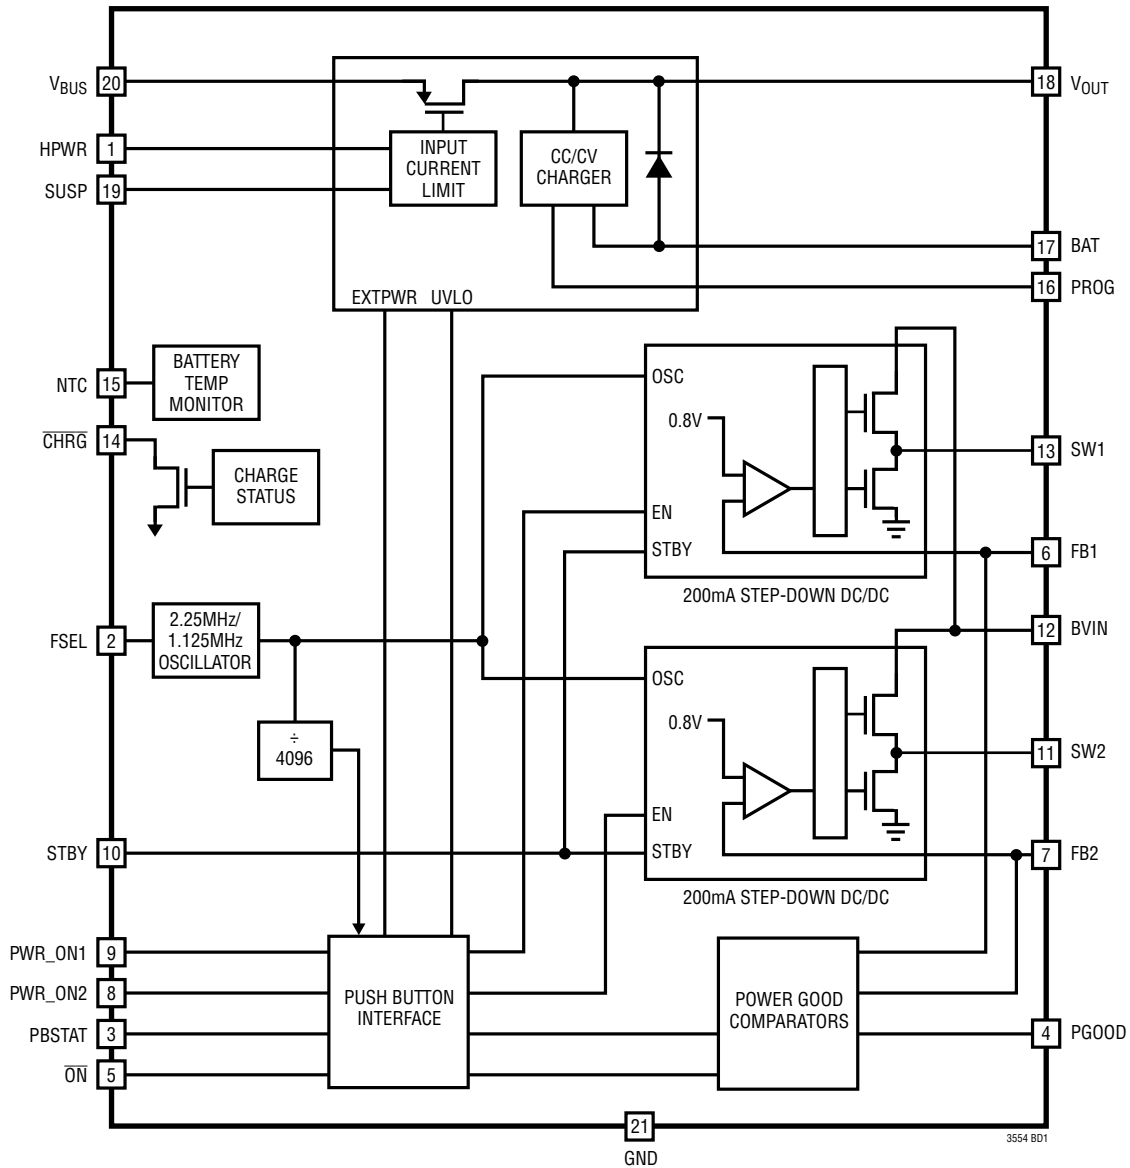 VBUS 20
18 VOUT
HPWR 1
INPUT
CURRENT
LIMIT
CC/CV
CHARGER
SUSP 19
17 BAT
16 PROG
EXTPWR UVLO
NTC 15
BATTERY
TEMP
MONITOR
CHRG 14
CHARGE
STATUS
OSC
0.8V
13 SW1
EN
STBY
6 FB1
200mA STEP-DOWN DC/DC
FSEL 2
2.25MHz/
1.125MHz
OSCILLATOR
12 BVIN
OSC
0.8V
÷
4096
11 SW2
EN
STBY 10
STBY
7 FB2
200mA STEP-DOWN DC/DC
PWR_ON1 9
PWR_ON2 8
PBSTAT 3
ON 5
PUSH BUTTON
INTERFACE
POWER GOOD
COMPARATORS
4 PGOOD
21
GND
3554 BD1